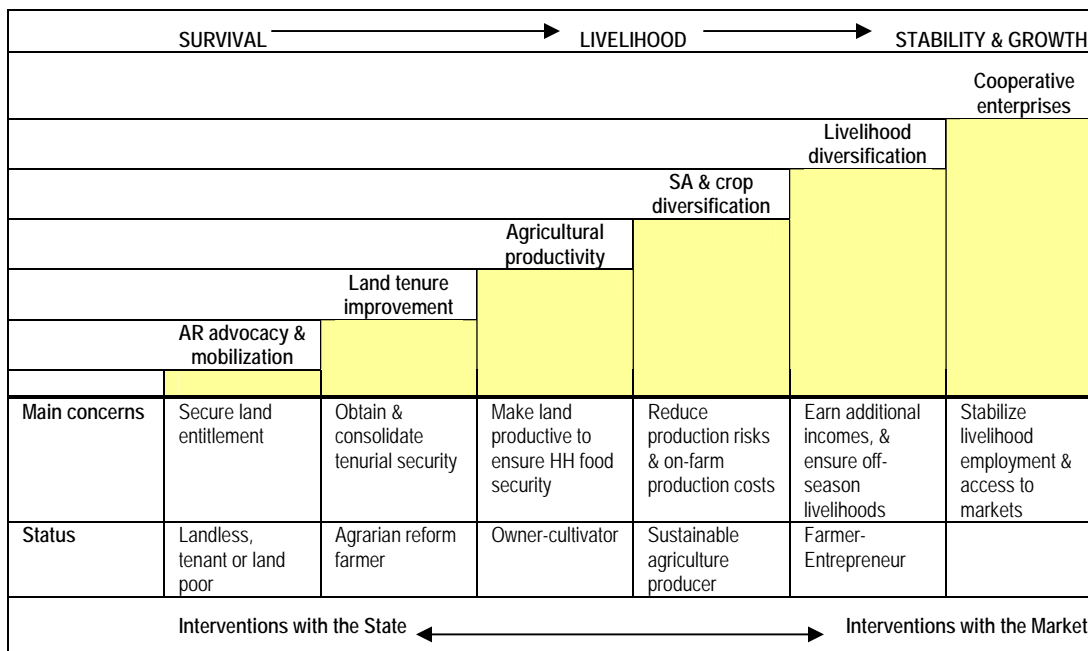 SURVIVAL LIVELIHOOD STABILITY & GROWTH
Cooperative
enterprises
Livelihood
diversification
SA & crop
diversification
Agricultural
productivity
Land tenure
improvement
AR advocacy &
mobilization
Main concerns
Secure land
entitlement
Obtain &
consolidate
tenurial security
Make land
productive to
ensure HH food
security
Reduce
production risks
& on-farm
production costs
Earn additional
incomes, &
ensure off-
season
livelihoods
Stabilize
livelihood
employment &
access to
markets
Status
Landless,
tenant or land
poor
Agrarian reform
farmer
Owner-cultivator
Sustainable
agriculture
producer
Farmer-
Entrepreneur
Interventions with the State Interventions with the Market